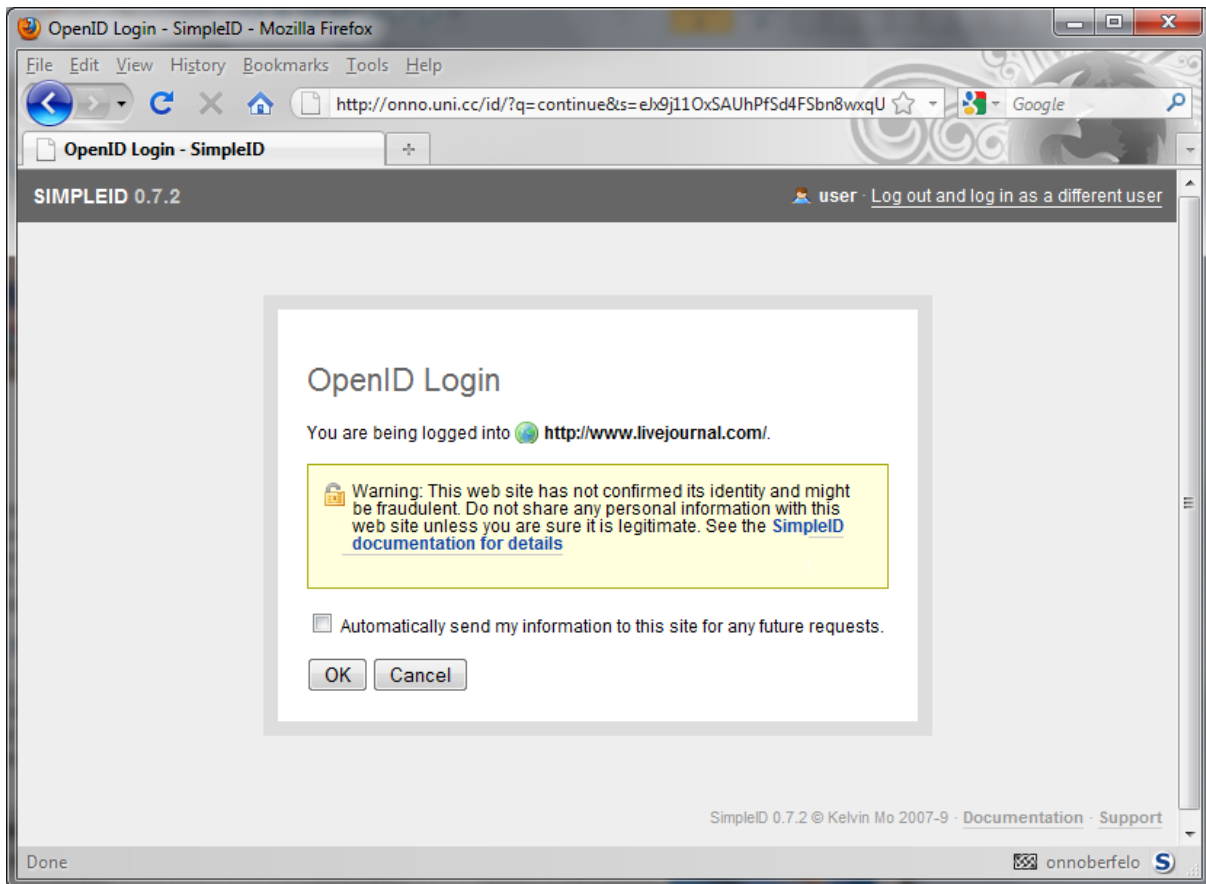 OpenID Login - SimpleID - Mozilla Firefox
File Edit View History Bookmarks Tools Help
http://onno.uni.cc/id/?q=continue&s=eJx9j11OxSAUhPfSd4FSbn8wxqU Google
OpenID Login - SimpleID
SIMPLEID 0.7.2 user · Log out and log in as a different user
OpenID Login
You are being logged into http://www.livejournal.com/.
Warning: This web site has not confirmed its identity and might
be fraudulent. Do not share any personal information with this
web site unless you are sure it is legitimate. See the SimpleID
documentation for details
Automatically send my information to this site for any future requests.
OK Cancel
SimpleID 0.7.2 © Kelvin Mo 2007-9 · Documentation · Support
Done onnoberfelo S